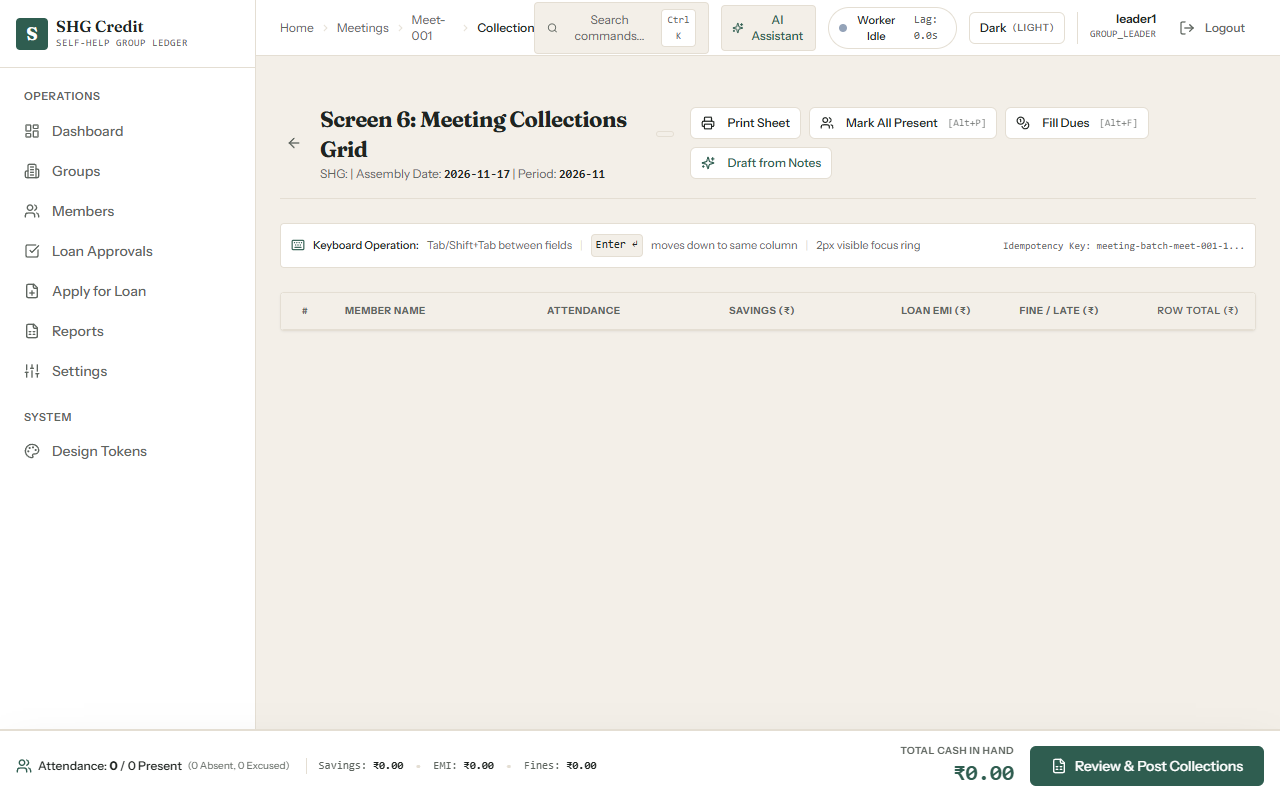 S
SHG Credit
SELF-HELP GROUP LEDGER
OPERATIONS
Dashboard
Groups
Members
Loan Approvals
Apply for Loan
Reports
Settings
SYSTEM
Design Tokens
Home
Meetings
Meet-
001
Collection
Search
commands...
Ctrl
K
AI
Assistant
Worker
Idle
Lag:
0.0s
Dark (LIGHT)
leader1
GROUP_LEADER
Logout
Screen 6: Meeting Collections
Grid
SHG: | Assembly Date: 2026-11-17 | Period: 2026-11
Print Sheet
Mark All Present [Alt+P]
Fill Dues [Alt+F]
Draft from Notes
Keyboard Operation: Tab/Shift+Tab between fields | Enter ↵ moves down to same column | 2px visible focus ring
Idempotency Key: meeting-batch-meet-001-1...
# MEMBER NAME ATTENDANCE SAVINGS (₹) LOAN EMI (₹) FINE / LATE (₹) ROW TOTAL (₹)
Attendance: 0 / 0 Present (0 Absent, 0 Excused)
Savings: ₹0.00 • EMI: ₹0.00 • Fines: ₹0.00
TOTAL CASH IN HAND
₹0.00
Review & Post Collections